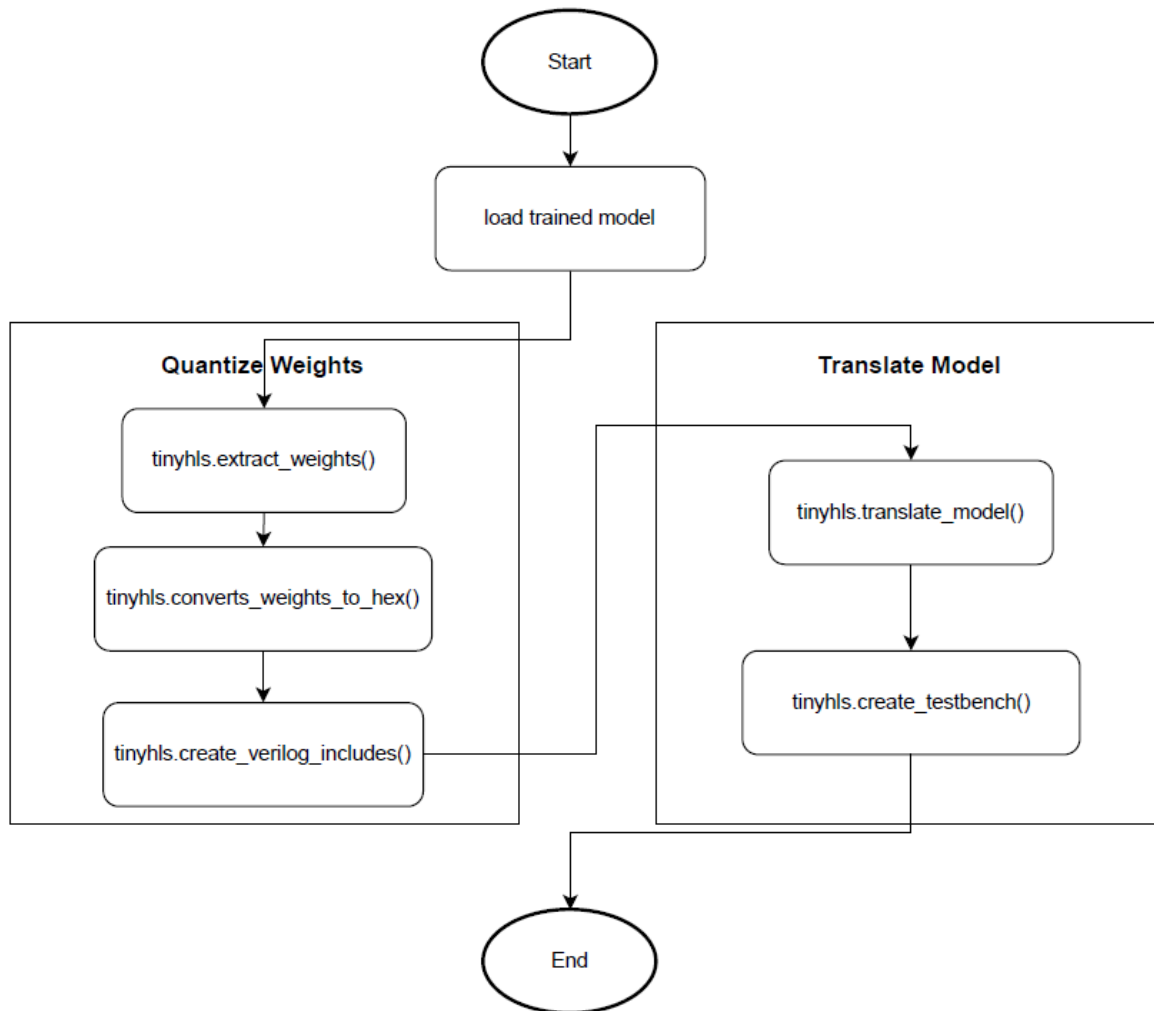 Start
load trained model
Quantize Weights
tinyhls.extract_weights()
tinyhls.converts_weights_to_hex()
tinyhls.create_verilog_includes()
Translate Model
tinyhls.translate_model()
tinyhls.create_testbench()
End